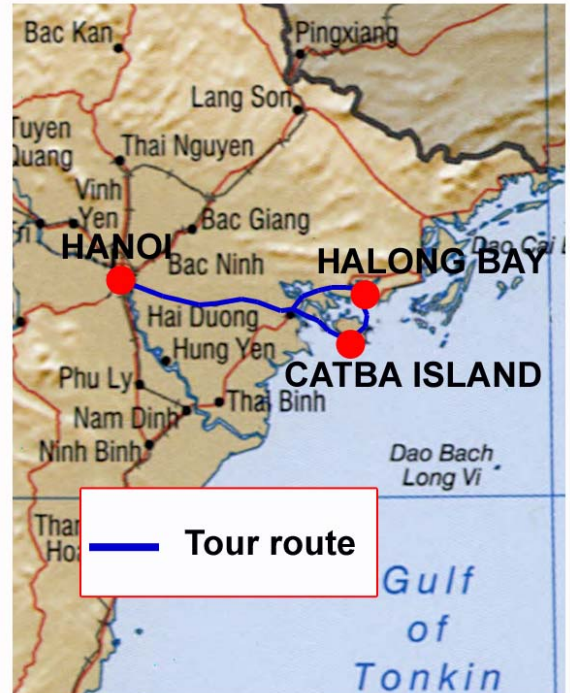 Bac Kan
Pingxiang
Lang Son
Tuyen
Quang
Thai Nguyen
Vinh
Yen
Bac Giang
HANOI
Bac Ninh
HALONG BAY
Dao Cai
Hai Duong
Hung Yen
CATBA ISLAND
Phu Ly
Thai Binh
Nam Dinh
Ninh Binh
Dao Bach
Long Vi
Tour route
Gulf
of
Tonkin